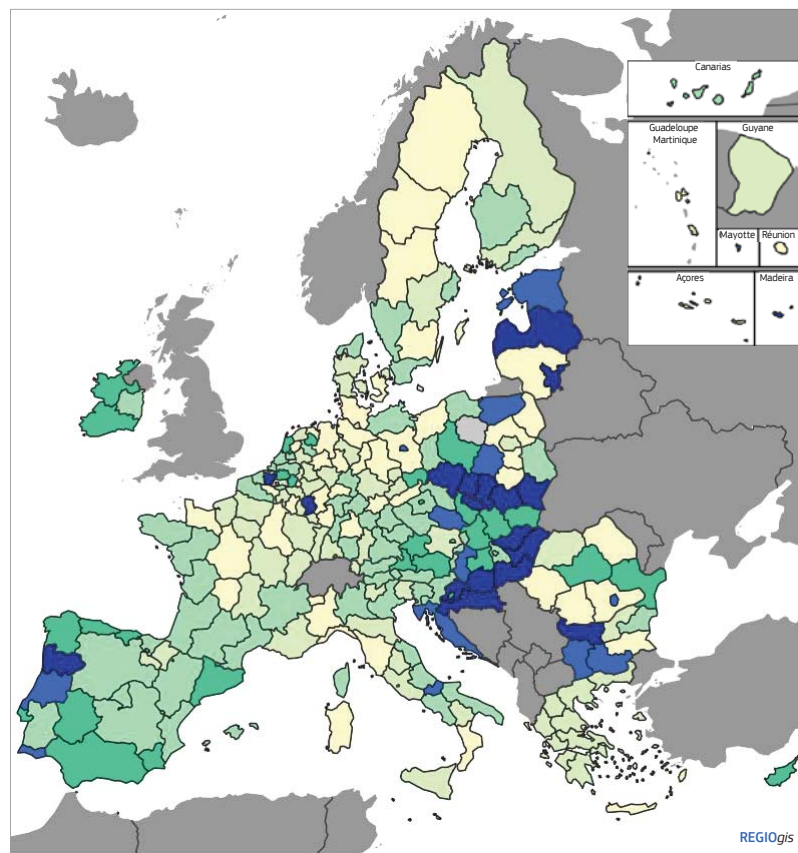 Canarias
Guadeloupe
Martinique
Guyane
Mayotte
Réunion
Açores
Madeira
REGIOgis